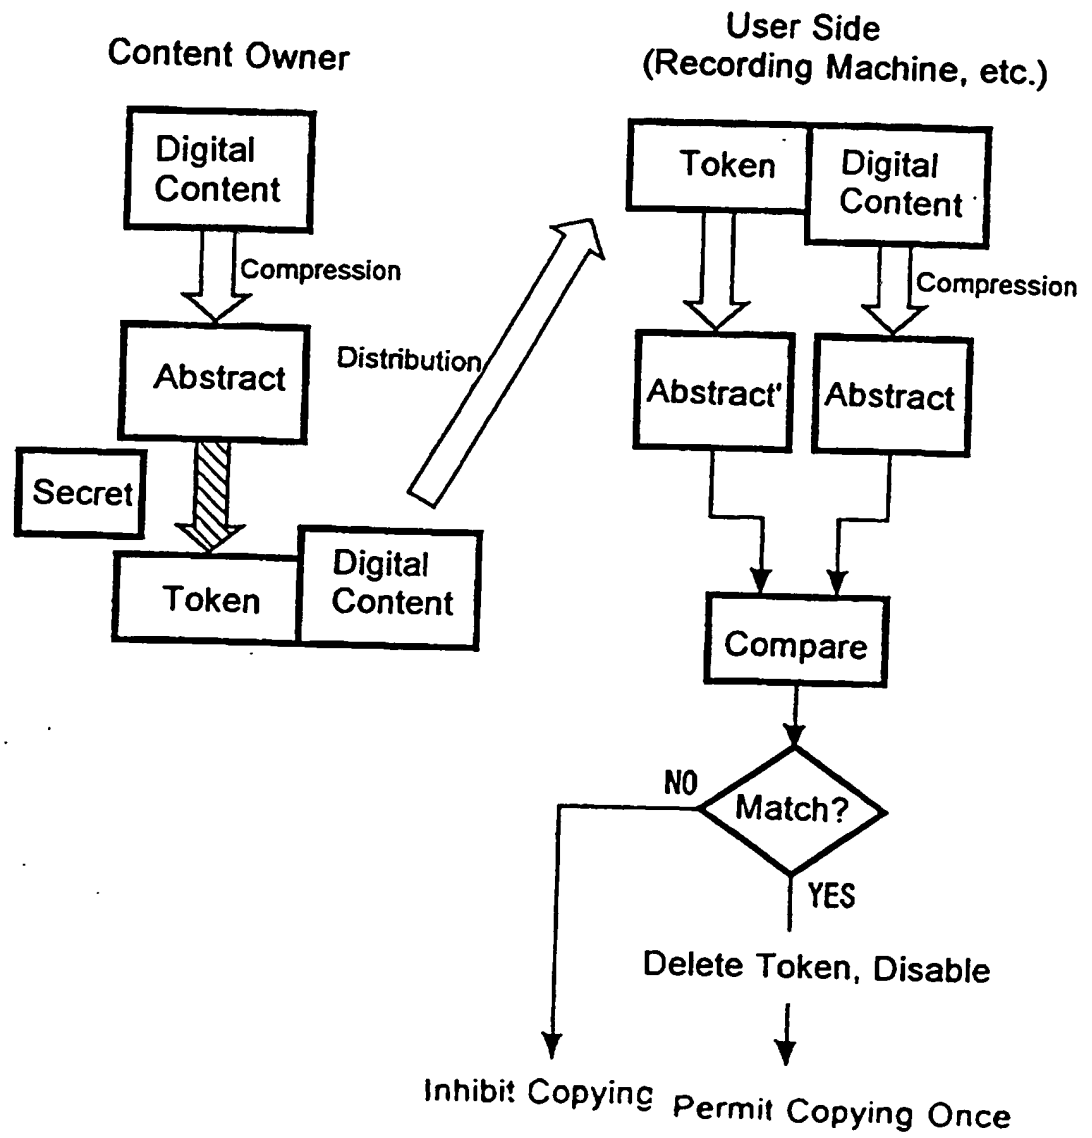 Content Owner
Digital
Content
Compression
Abstract
Secret
Token
Digital
Content
Distribution
User Side
(Recording Machine, etc.)
Token
Digital
Content
Compression
Abstract'
Abstract
Compare
Match?
NO
YES
Delete Token, Disable
Inhibit Copying
Permit Copying Once